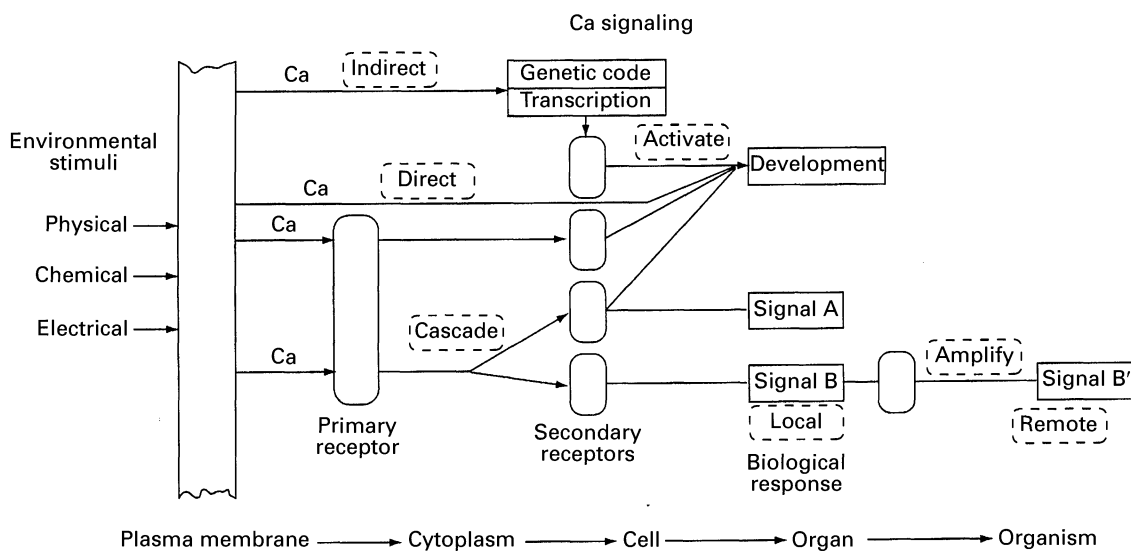 Ca signaling
Ca
Indirect
Genetic code
Transcription
Environmental
stimuli
Activate
Development
Ca
Direct
Physical
Ca
Chemical
Electrical
Cascade
Signal A
Ca
Amplify
Signal B
Signal B'
Primary
receptor
Secondary
receptors
Local
Remote
Biological
response
Plasma membrane
Cytoplasm
Cell
Organ
Organism